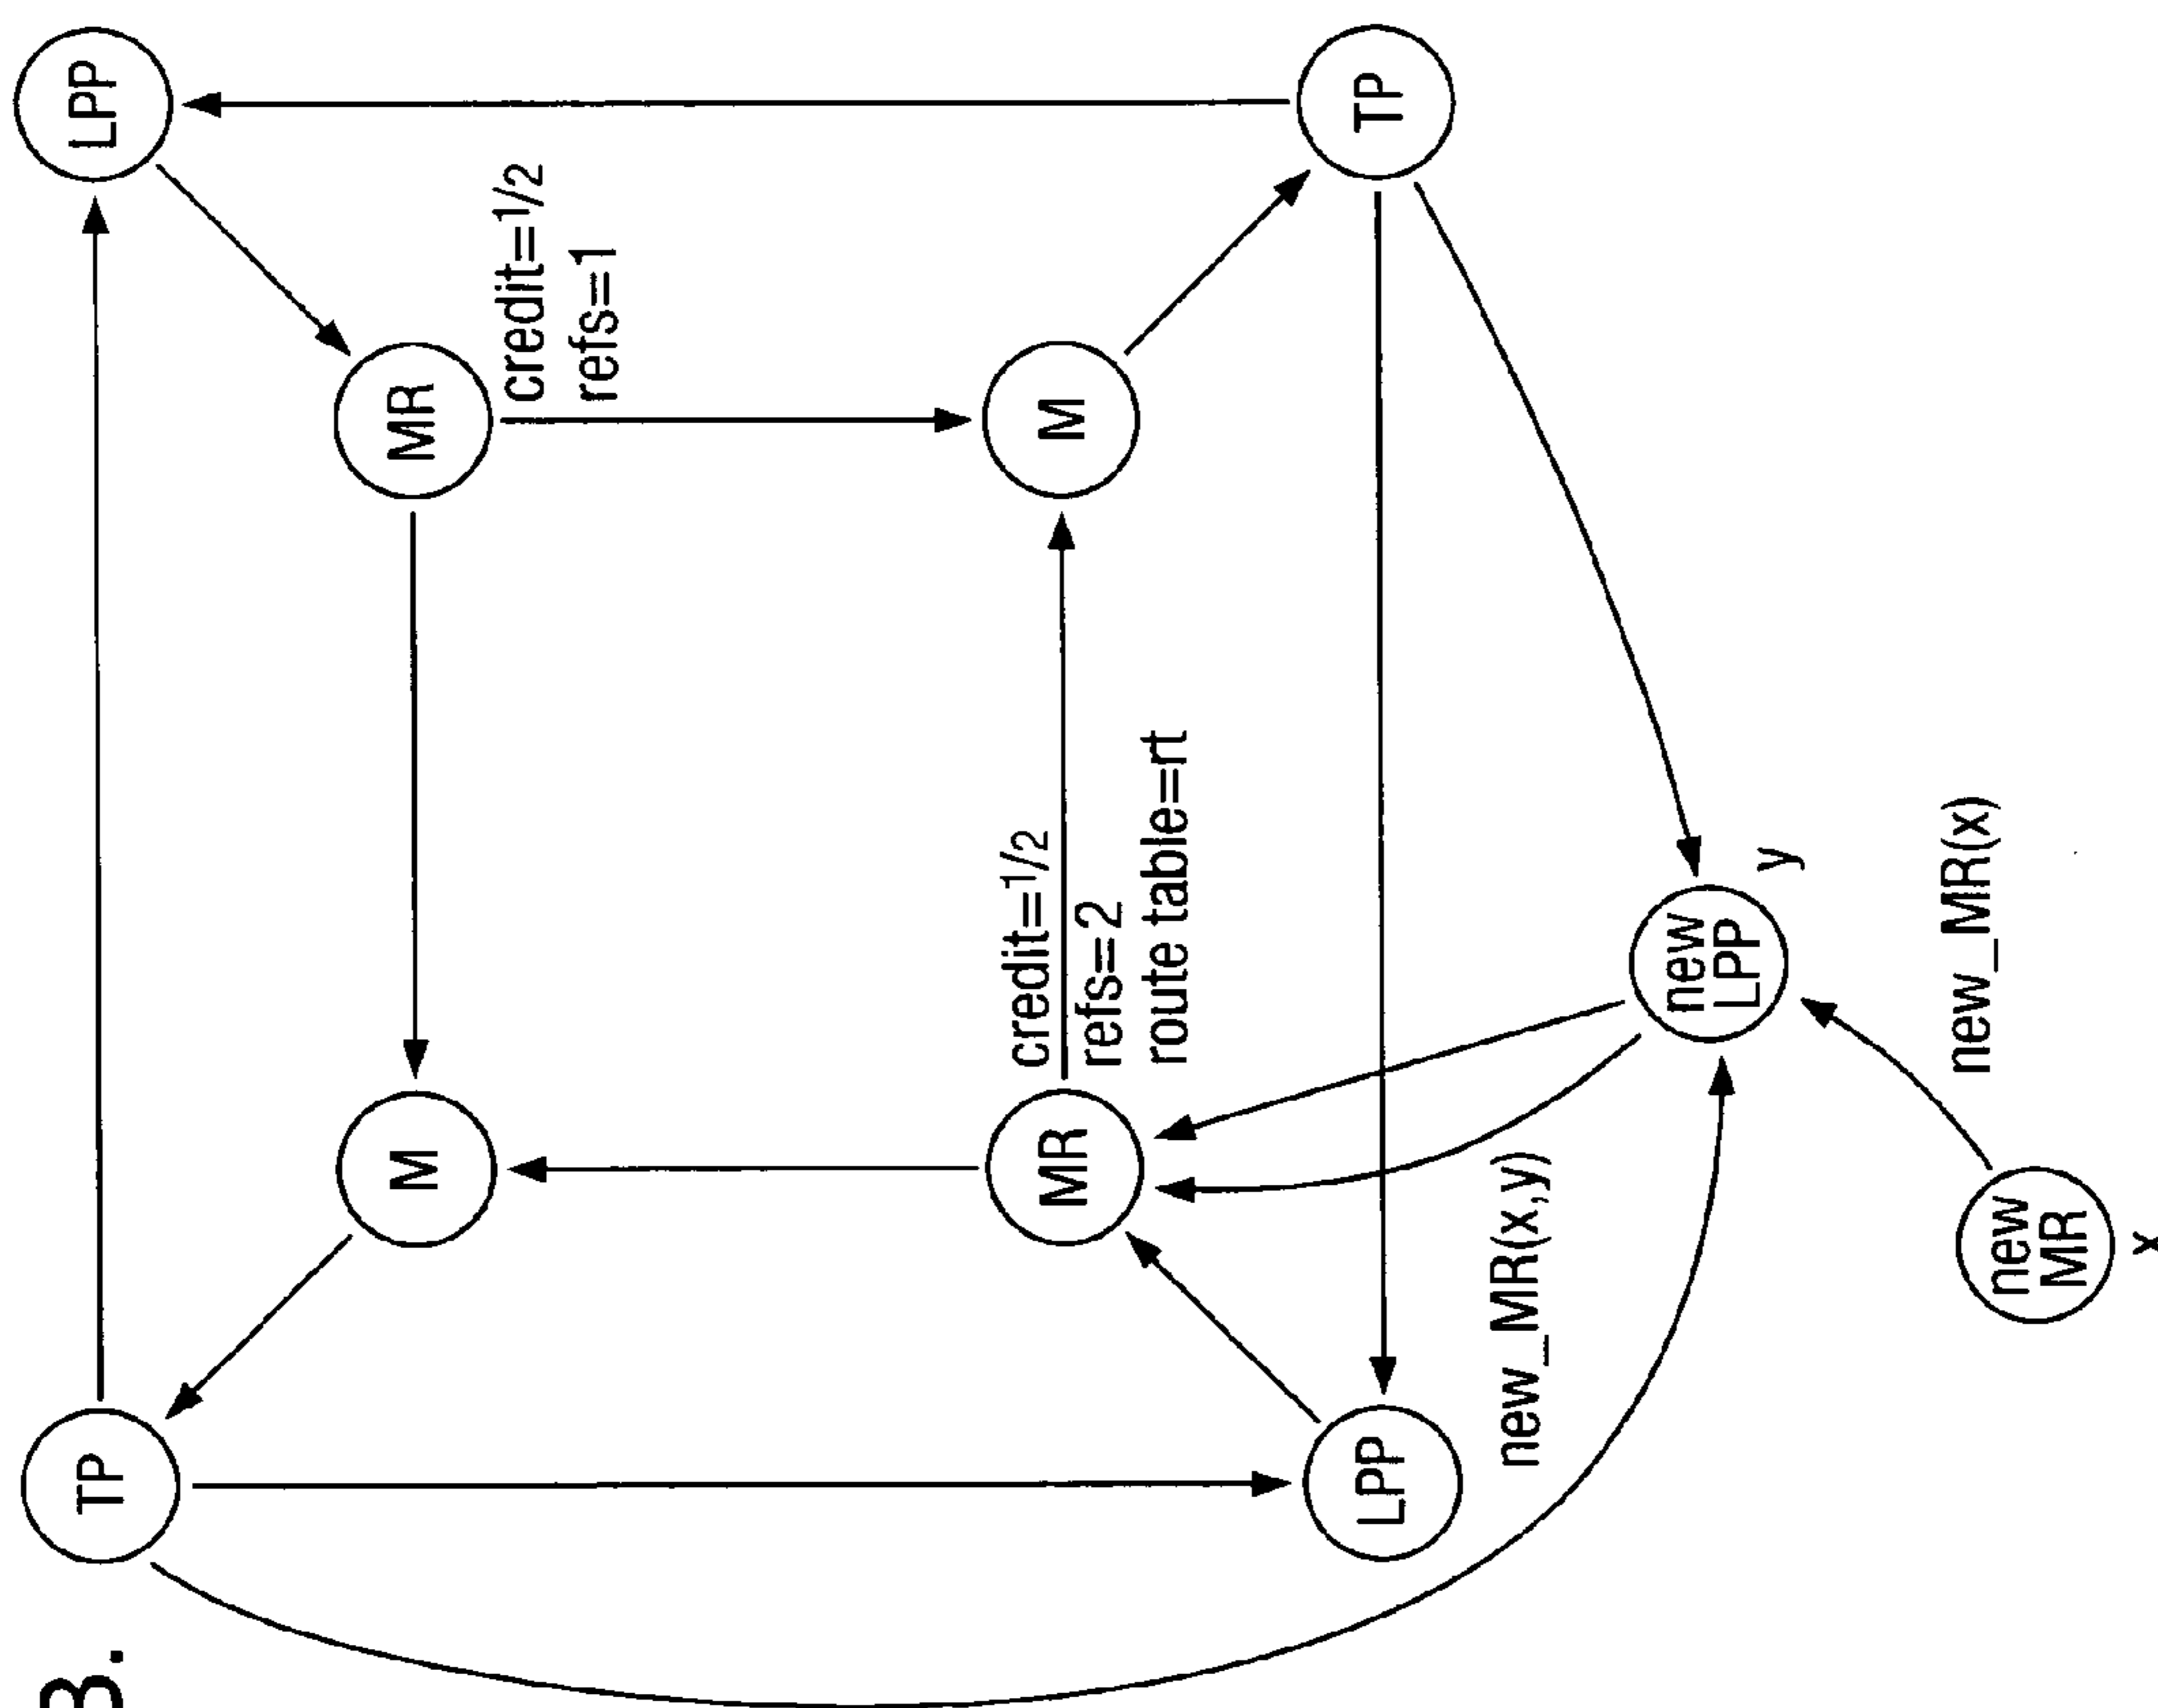 TP
LPP
M
MR
credit=1/2
refs=1
MR
credit=1/2
refs=2
route table=rt
M
LPP
TP
new_MR(x,y)
new
LPP
y
new_MR(x)
new
MR
x